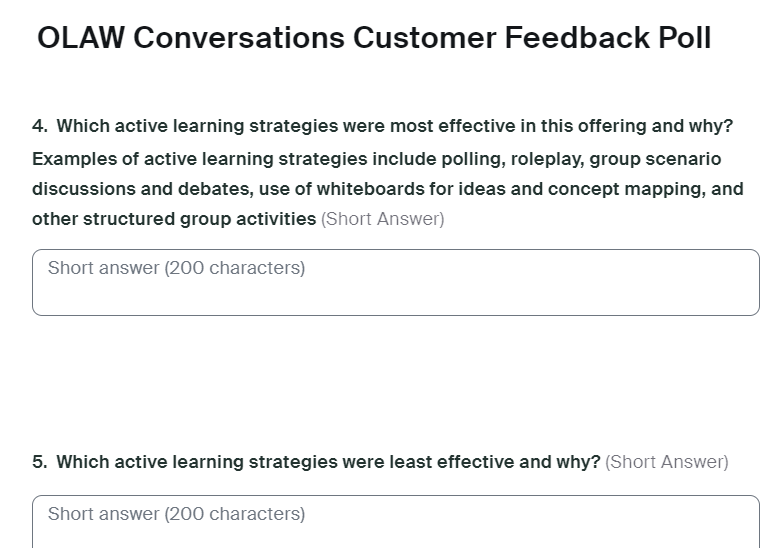 OLAW Conversations Customer Feedback Poll
4. Which active learning strategies were most effective in this offering and why?
Examples of active learning strategies include polling, roleplay, group scenario
discussions and debates, use of whiteboards for ideas and concept mapping, and
other structured group activities (Short Answer)
Short answer (200 characters)
5. Which active learning strategies were least effective and why? (Short Answer)
Short answer (200 characters)